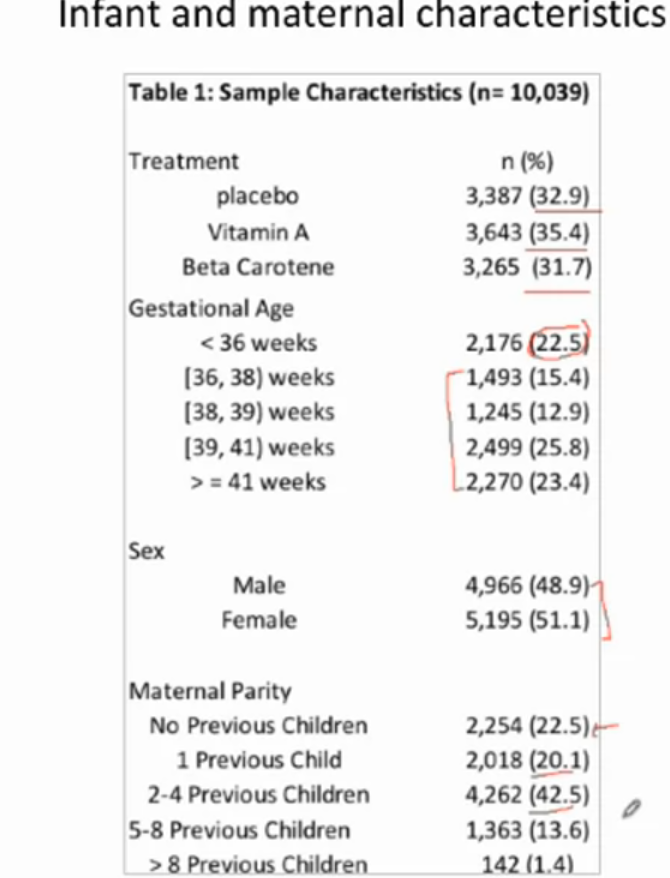 Infant and maternal characteristics
Table 1: Sample Characteristics (n= 10,039)
Treatment n (%)
placebo 3,387 (32.9)
Vitamin A 3,643 (35.4)
Beta Carotene 3,265 (31.7)
Gestational Age
< 36 weeks 2,176 (22.5)
[36, 38) weeks 1,493 (15.4)
[38, 39) weeks 1,245 (12.9)
[39, 41) weeks 2,499 (25.8)
> = 41 weeks 2,270 (23.4)
Sex
Male 4,966 (48.9)
Female 5,195 (51.1)
Maternal Parity
No Previous Children 2,254 (22.5)
1 Previous Child 2,018 (20.1)
2-4 Previous Children 4,262 (42.5)
5-8 Previous Children 1,363 (13.6)
> 8 Previous Children 142 (1.4)